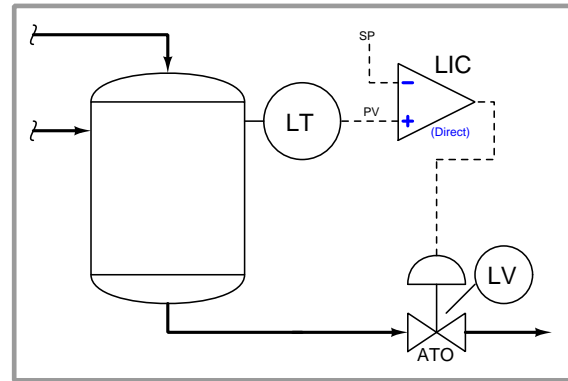 SP
LIC
−
LT
PV
+
(Direct)
LV
ATO